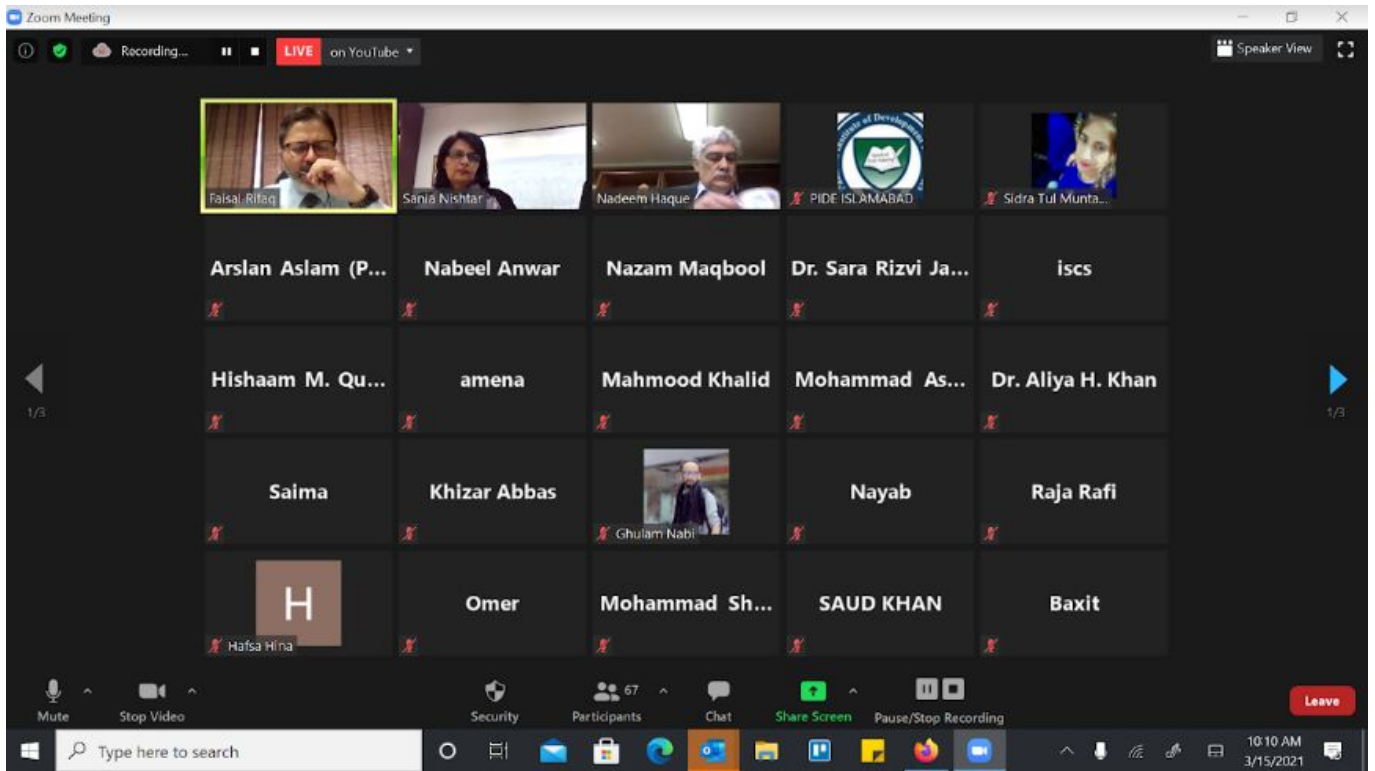 Zoom Meeting
Recording...
LIVE on YouTube
Speaker View
Faisal Rifaq
Sania Nishtar
Nadeem Haque
PIDE ISLAMABAD
Sidra Tul Munta...
Arslan Aslam (P...
Nabeel Anwar
Nazam Maqbool
Dr. Sara Rizvi Ja...
iscs
Hishaam M. Qu...
amena
Mahmood Khalid
Mohammad As...
Dr. Aliya H. Khan
1/3
1/3
Saima
Khizar Abbas
Ghulam Nabi
Nayab
Raja Rafi
H
Hafsa Hina
Omer
Mohammad Sh...
SAUD KHAN
Baxit
Mute
Stop Video
Security
67
Participants
Chat
Share Screen
Pause/Stop Recording
Leave
Type here to search
10:10 AM
3/15/2021